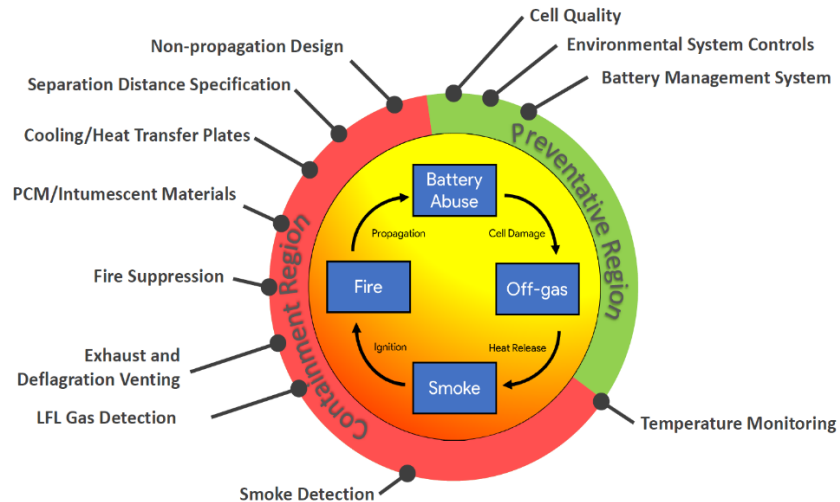 Cell Quality
Non-propagation Design
Environmental System Controls
Separation Distance Specification
Battery Management System
Cooling/Heat Transfer Plates
PCM/Intumescent Materials
Fire Suppression
Exhaust and
Deflagration Venting
LFL Gas Detection
Smoke Detection
Temperature Monitoring
Preventative Region
Containment Region
Battery
Abuse
Cell Damage
Off-gas
Heat Release
Smoke
Ignition
Fire
Propagation